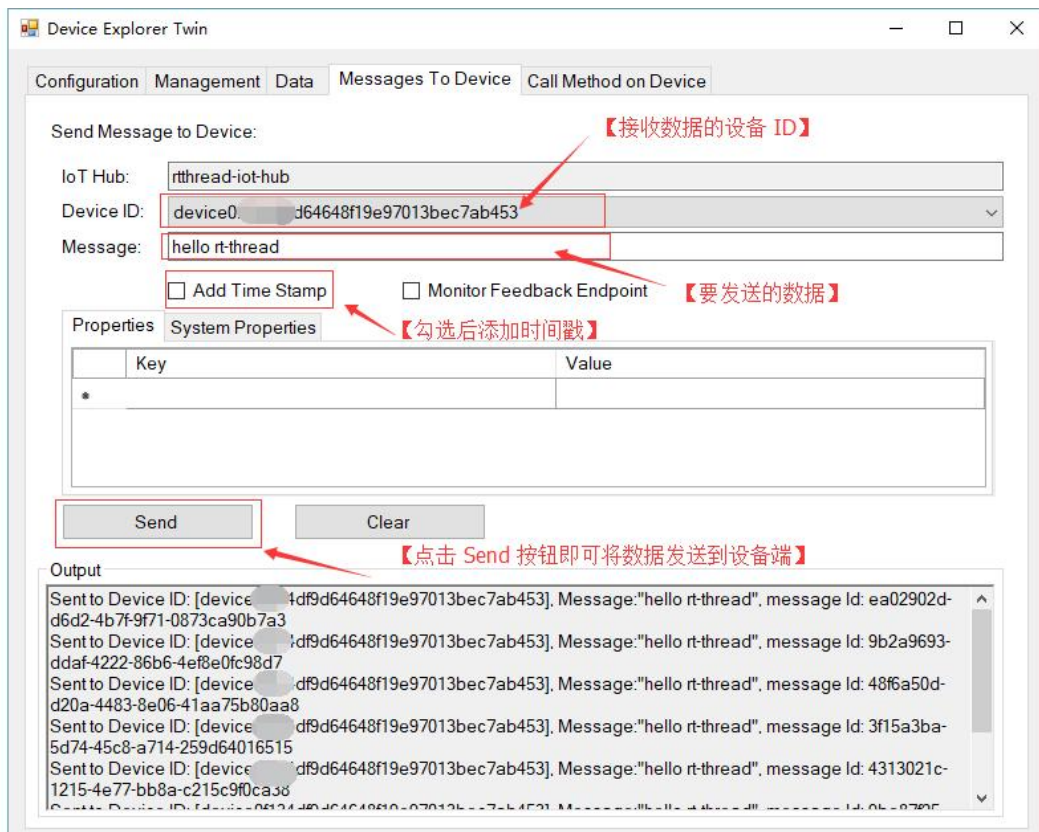 Device Explorer Twin
Configuration Management Data Messages To Device Call Method on Device
Send Message to Device:
【接收数据的设备 ID】
IoT Hub: rtthread-iot-hub
Device ID: device0 d64648f19e97013bec7ab453
Message: hello rt-thread
Add Time Stamp Monitor Feedback Endpoint
【要发送的数据】
Properties System Properties
【勾选后添加时间戳】
Key Value
Send Clear
【点击 Send 按钮即可将数据发送到设备端】
Output
Sent to Device ID: [device 4df9d64648f19e97013bec7ab453], Message:"hello rt-thread", message Id: ea02902d-
d6d2-4b7f-9f71-0873ca90b7a3
Sent to Device ID: [device df9d64648f19e97013bec7ab453], Message:"hello rt-thread", message Id: 9b2a9693-
ddaf-4222-86b6-4ef8e0fc98d7
Sent to Device ID: [device df9d64648f19e97013bec7ab453], Message:"hello rt-thread", message Id: 48f6a50d-
d20a-4483-8e06-41aa75b80aa8
Sent to Device ID: [device df9d64648f19e97013bec7ab453], Message:"hello rt-thread", message Id: 3f15a3ba-
5d74-45c8-a714-259d64016515
Sent to Device ID: [device df9d64648f19e97013bec7ab453], Message:"hello rt-thread", message Id: 4313021c-
1215-4e77-bb8a-c215c9f0ca38